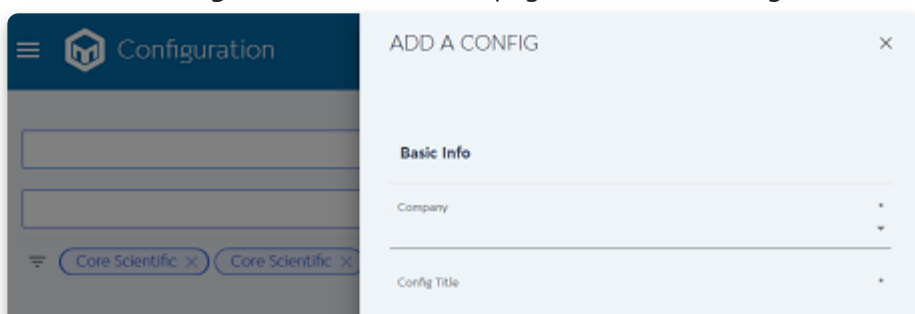 Configuration
ADD A CONFIG
Basic Info
Company *
Core Scientific × Core Scientific ×
Config Title *